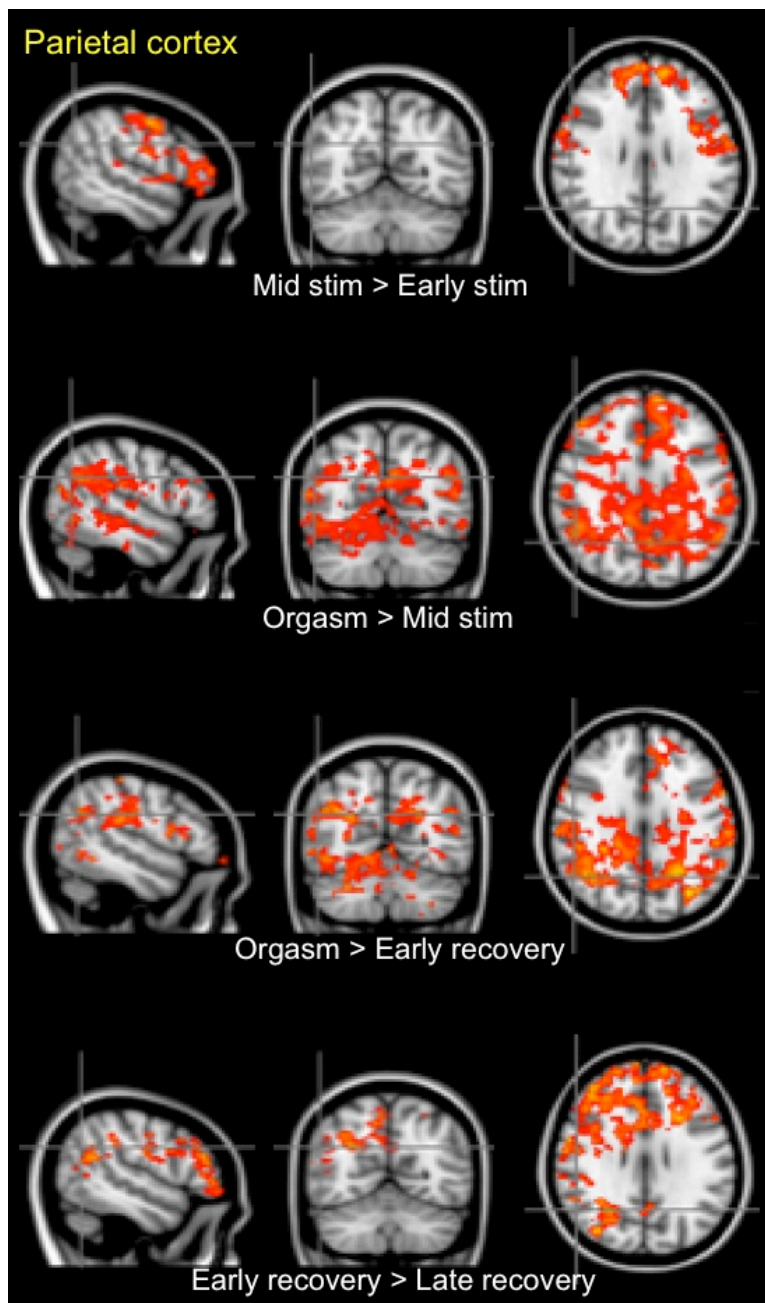 Parietal cortex
Mid stim > Early stim
Orgasm > Mid stim
Orgasm > Early recovery
Early recovery > Late recovery